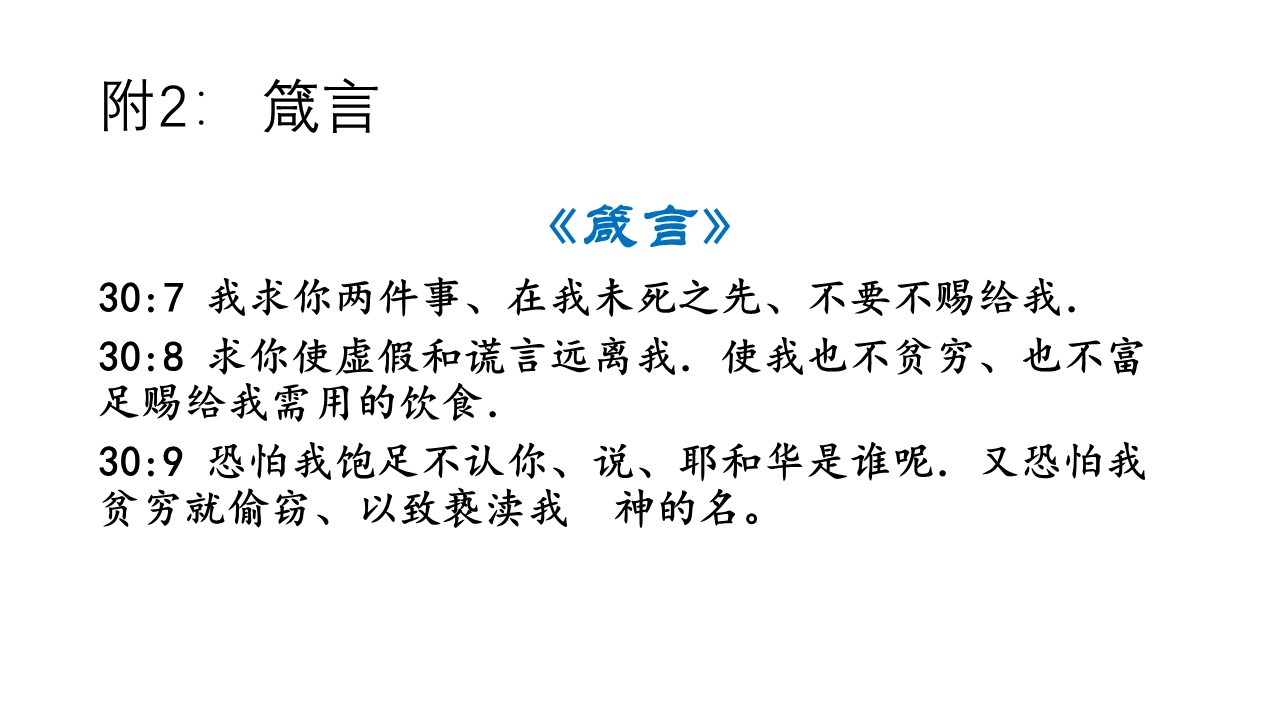 附2： 箴言
《箴言》
30:7 我求你两件事、在我未死之先、不要不赐给我．
30:8 求你使虚假和谎言远离我．使我也不贫穷、也不富
足赐给我需用的饮食．
30:9 恐怕我饱足不认你、说、耶和华是谁呢．又恐怕我
贫穷就偷窃、以致亵渎我　神的名。